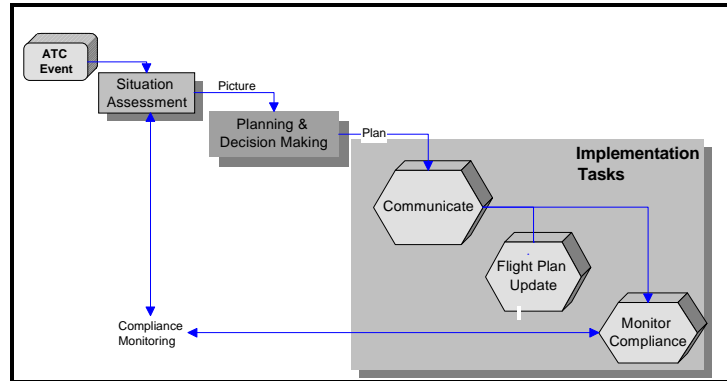 ATC
Event
Situation
Assessment
Picture
Planning &
Decision Making
Plan
Implementation
Tasks
Communicate
Flight Plan
Update
Compliance
Monitoring
Monitor
Compliance